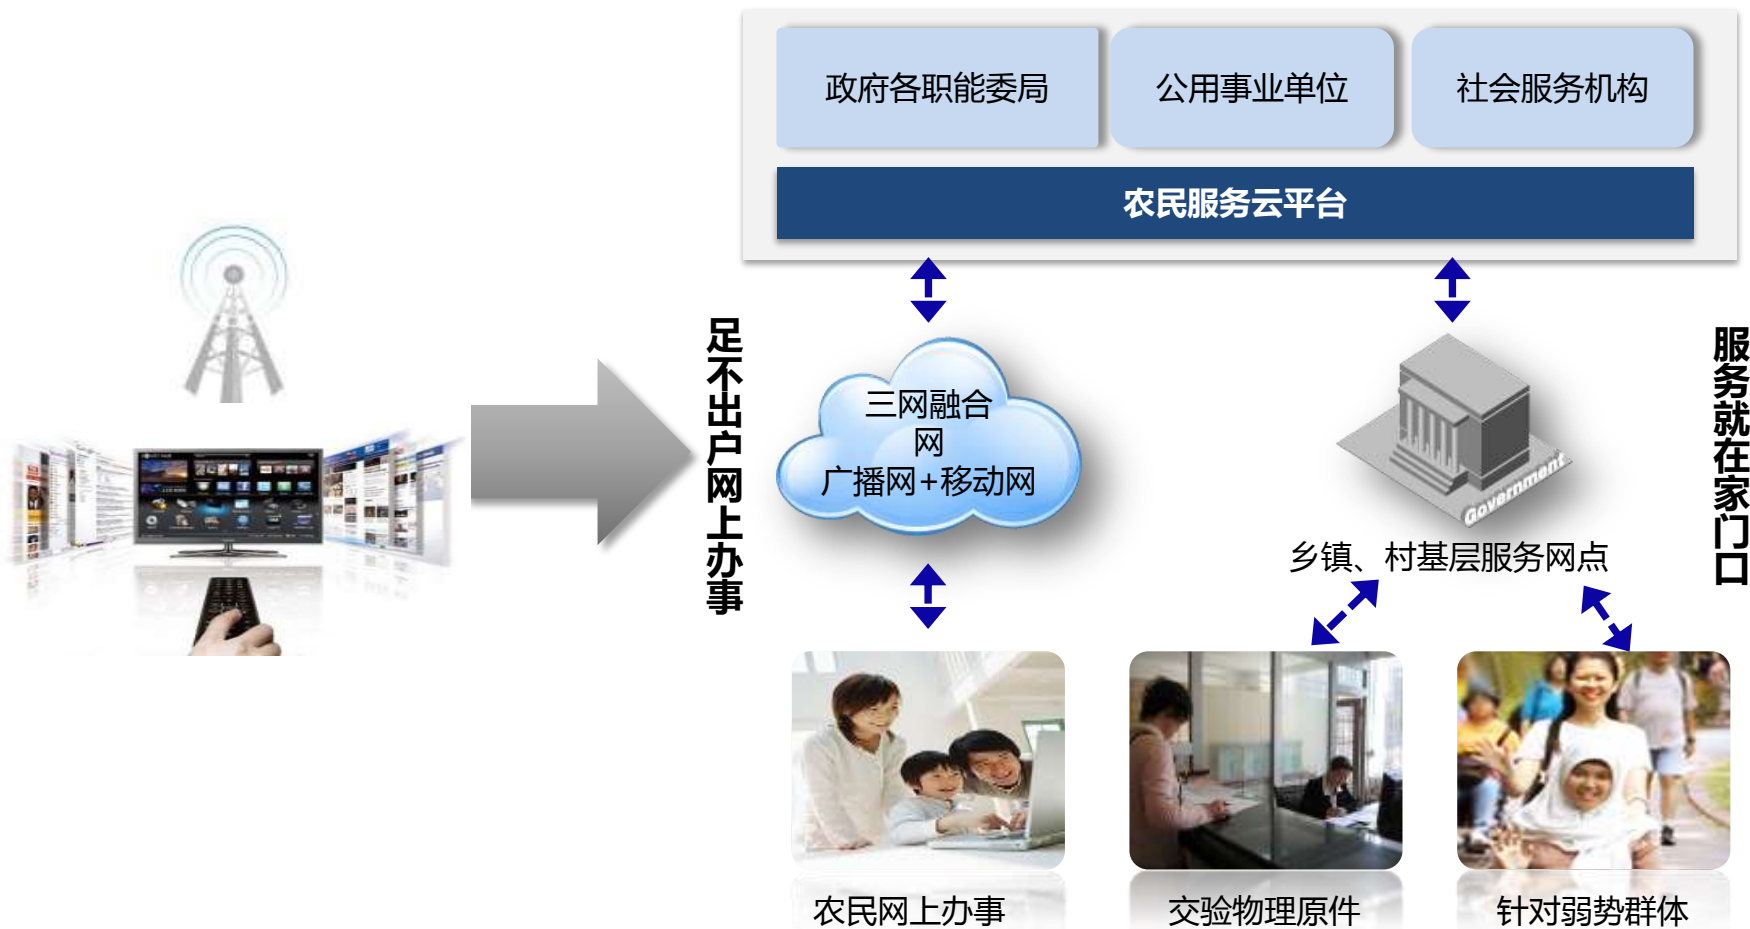 政府各职能委局
公用事业单位
社会服务机构
农民服务云平台
足不出户网上办事
三网融合
网
广播网+移动网
Government
服务就在家门口
乡镇、村基层服务网点
农民网上办事
交验物理原件
针对弱势群体